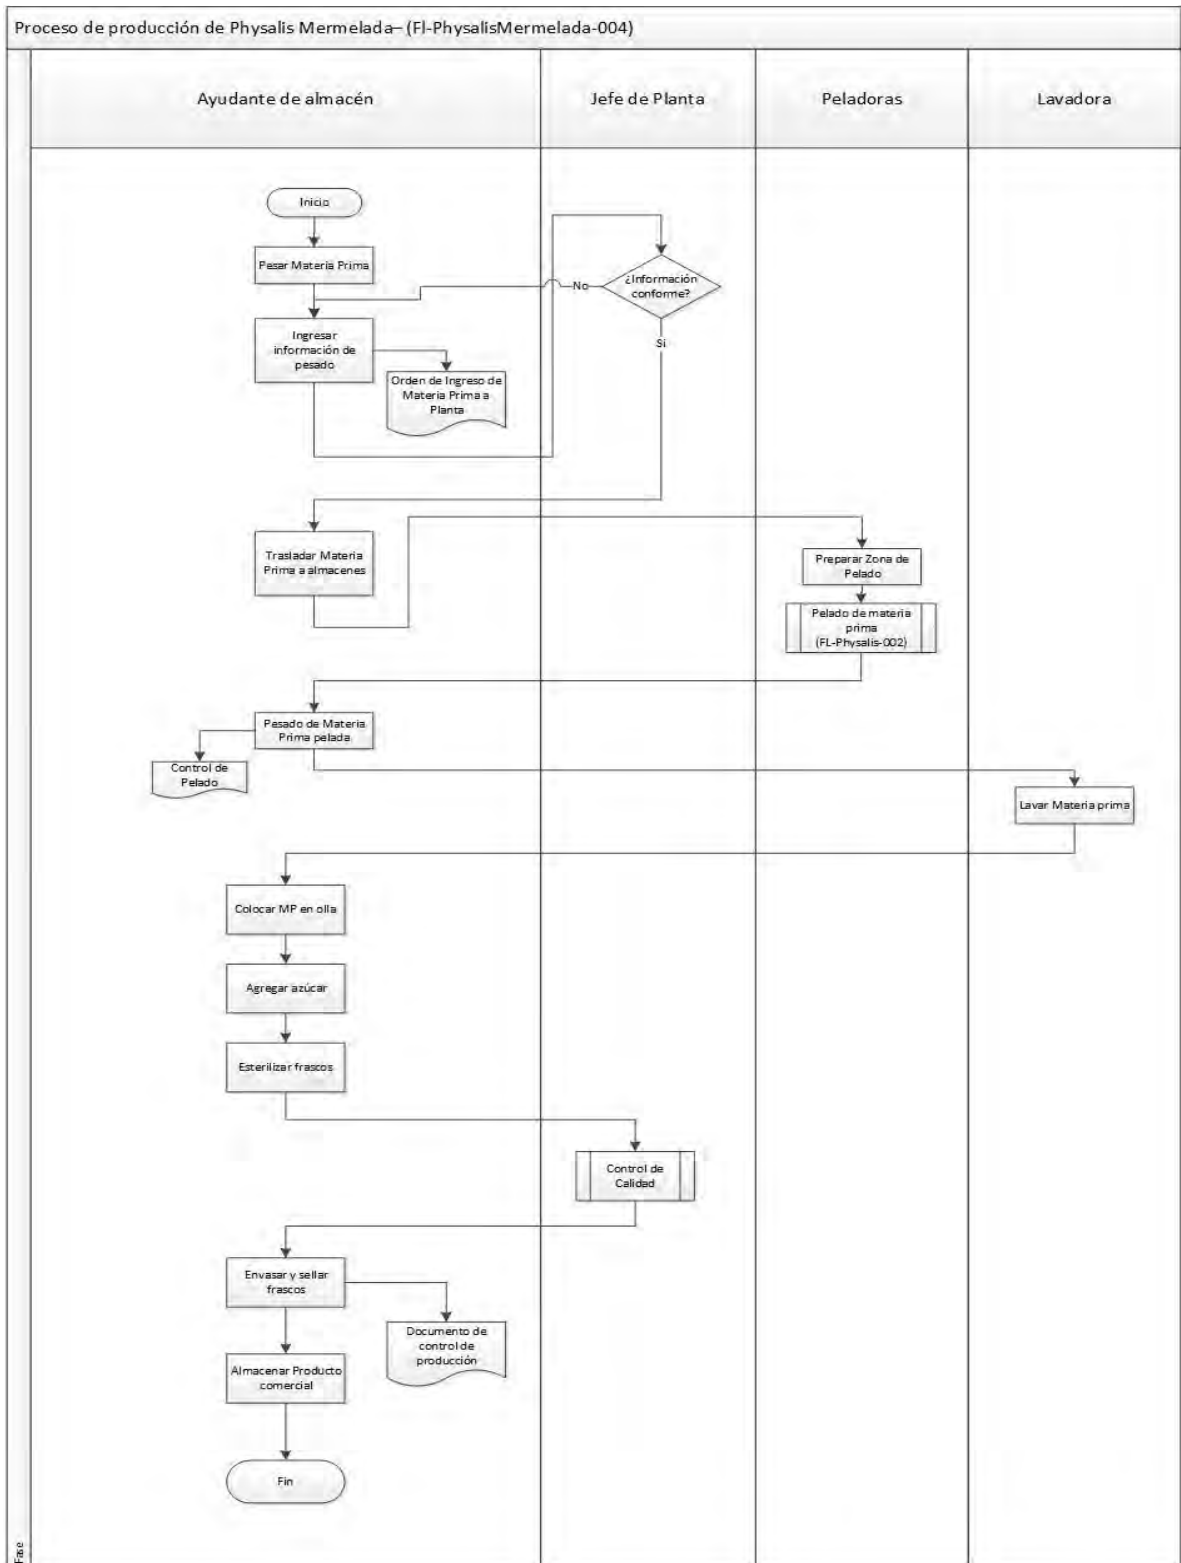 Proceso de producción de Physalis Mermelada– (Fl-PhysalisMermelada-004)
Ayudante de almacén
Jefe de Planta
Peladoras
Lavadora
Inicio
Pesar Materia Prima
¿Información
conforme?
No
Si
Ingresar
información de
pesado
Orden de Ingreso de
Materia Prima a
Planta
Trasladar Materia
Prima a almacenes
Preparar Zona de
Pelado
Pelado de materia
prima
(FL-Physalis-002)
Pesado de Materia
Prima pelada
Control de
Pelado
Lavar Materia prima
Colocar MP en olla
Agregar azúcar
Esterilizar frascos
Control de
Calidad
Envasar y sellar
frascos
Documento de
control de
producción
Almacenar Producto
comercial
Fin
Fase